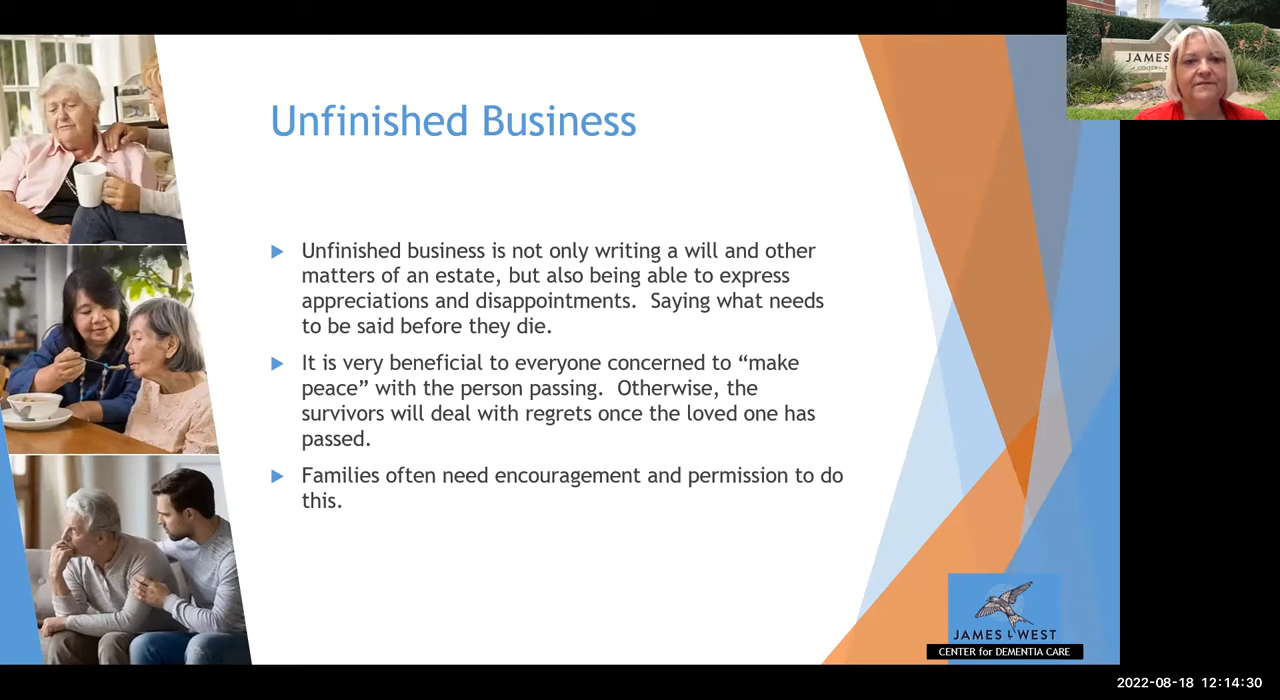 JAMES
Unfinished Business
Unfinished business is not only writing a will and other
matters of an estate, but also being able to express
appreciations and disappointments.  Saying what needs
to be said before they die.
It is very beneficial to everyone concerned to “make
peace” with the person passing.  Otherwise, the
survivors will deal with regrets once the loved one has
passed.
Families often need encouragement and permission to do
this.
JAMES L WEST
CENTER for DEMENTIA CARE
2022-08-18 12:14:30